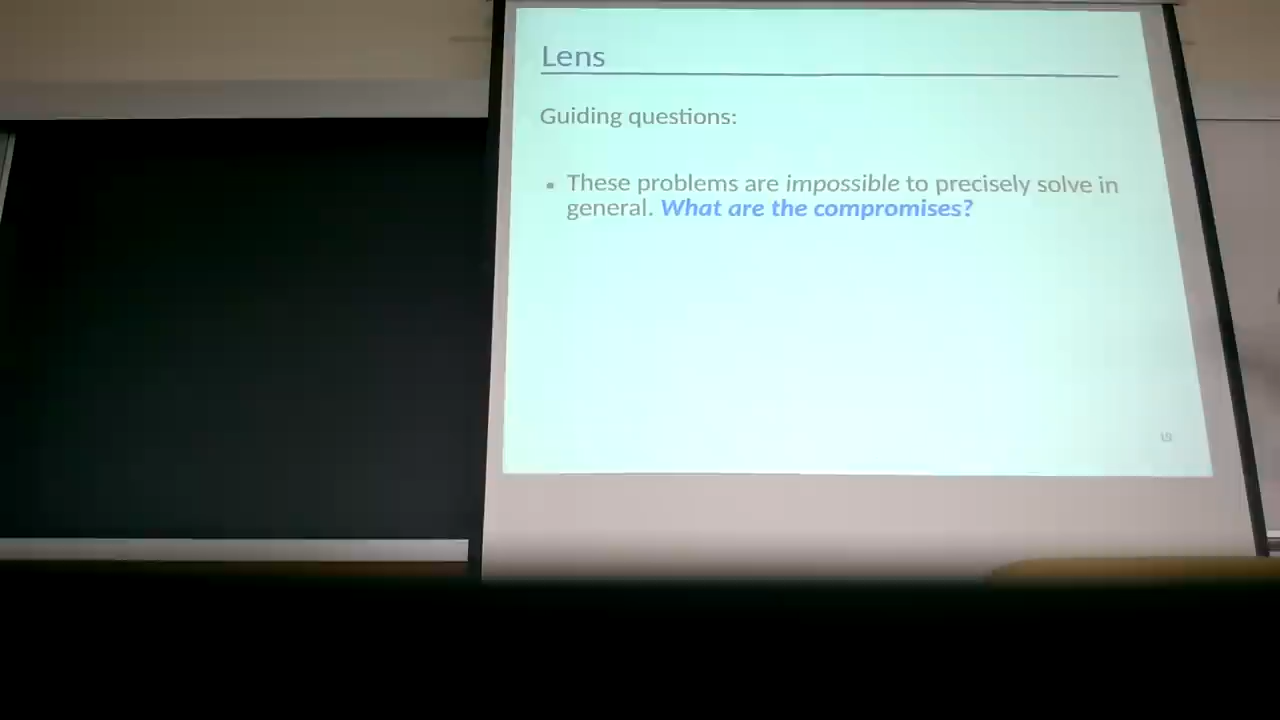 Lens
Guiding questions:
▪ These problems are impossible to precisely solve in
general. What are the compromises?